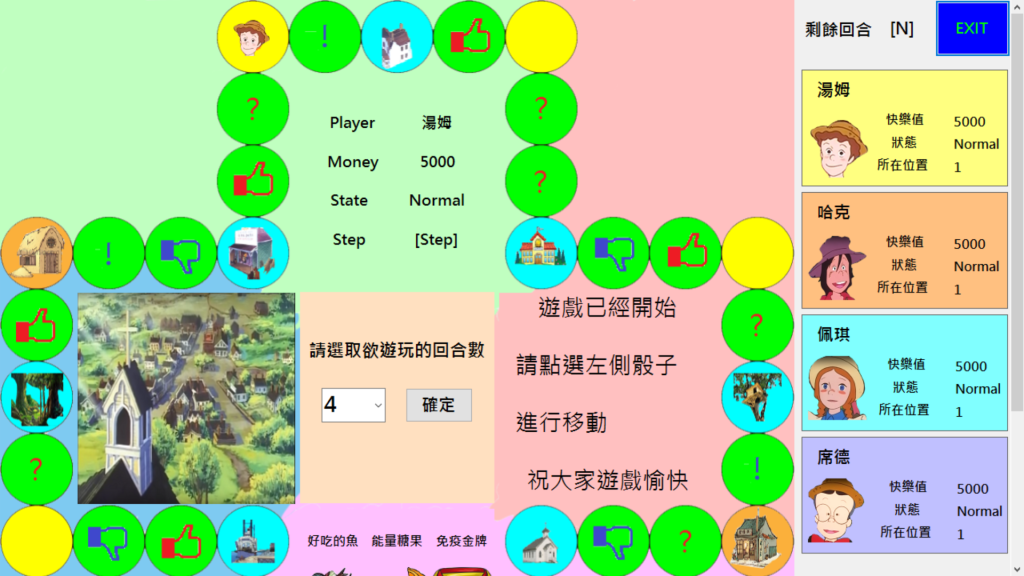 !
剩餘回合 [N]
EXIT
?
?
Player 湯姆
Money 5000
State Normal
Step [Step]
?
!
湯姆
快樂值 5000
狀態 Normal
所在位置 1
哈克
快樂值 5000
狀態 Normal
所在位置 1
佩琪
快樂值 5000
狀態 Normal
所在位置 1
席德
快樂值 5000
狀態 Normal
所在位置 1
請選取欲遊玩的回合數
4
確定
遊戲已經開始
請點選左側骰子
進行移動
祝大家遊戲愉快
?
?
!
好吃的魚 能量糖果 免疫金牌
?